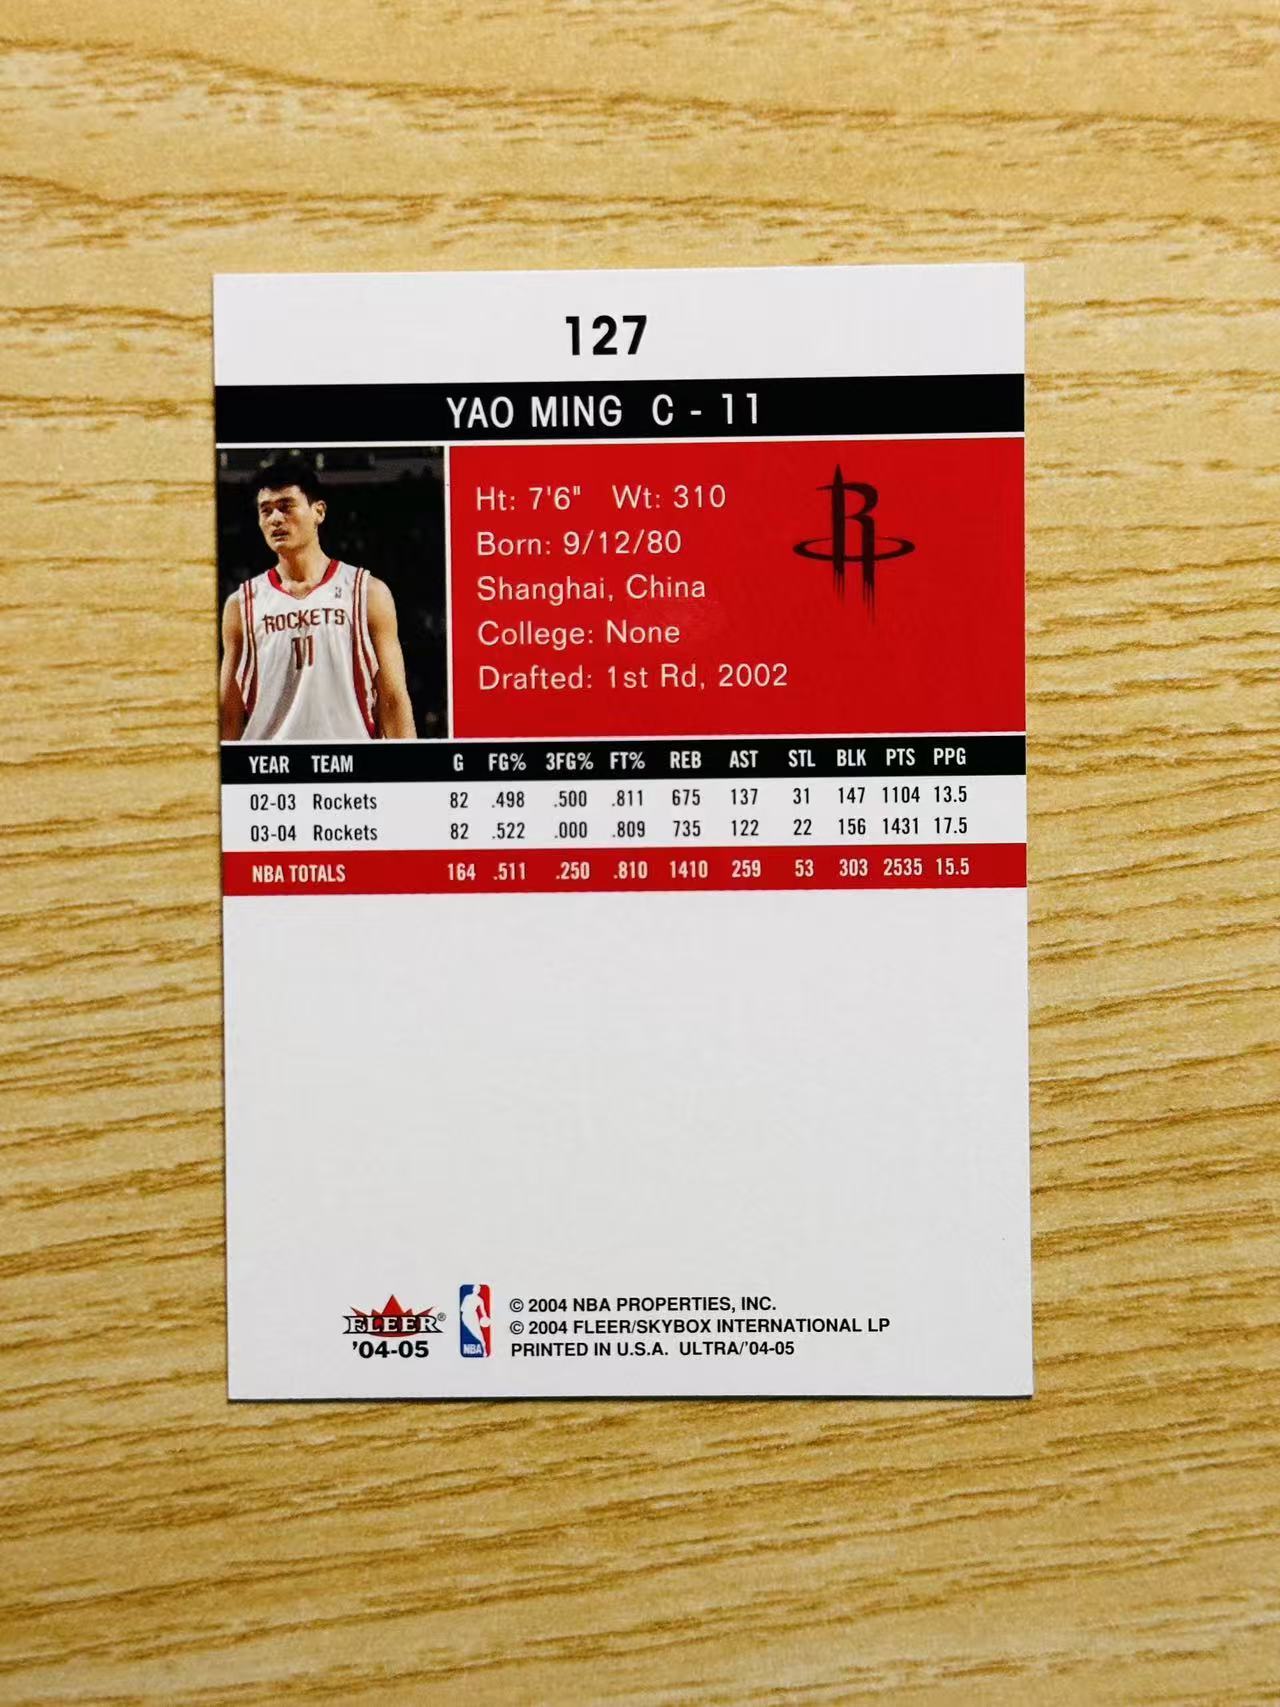 127
YAO MING C - 11
Ht: 7'6" Wt: 310
Born: 9/12/80
Shanghai, China
College: None
Drafted: 1st Rd, 2002
ROCKETS
11
YEAR TEAM G FG% 3FG% FT% REB AST STL BLK PTS PPG
02-03 Rockets 82 .498 .500 .811 675 137 31 147 1104 13.5
03-04 Rockets 82 .522 .000 .809 735 122 22 156 1431 17.5
NBA TOTALS 164 .511 .250 .810 1410 259 53 303 2535 15.5
FLEER®
'04-05
NBA
© 2004 NBA PROPERTIES, INC.
© 2004 FLEER/SKYBOX INTERNATIONAL LP
PRINTED IN U.S.A. ULTRA/'04-05